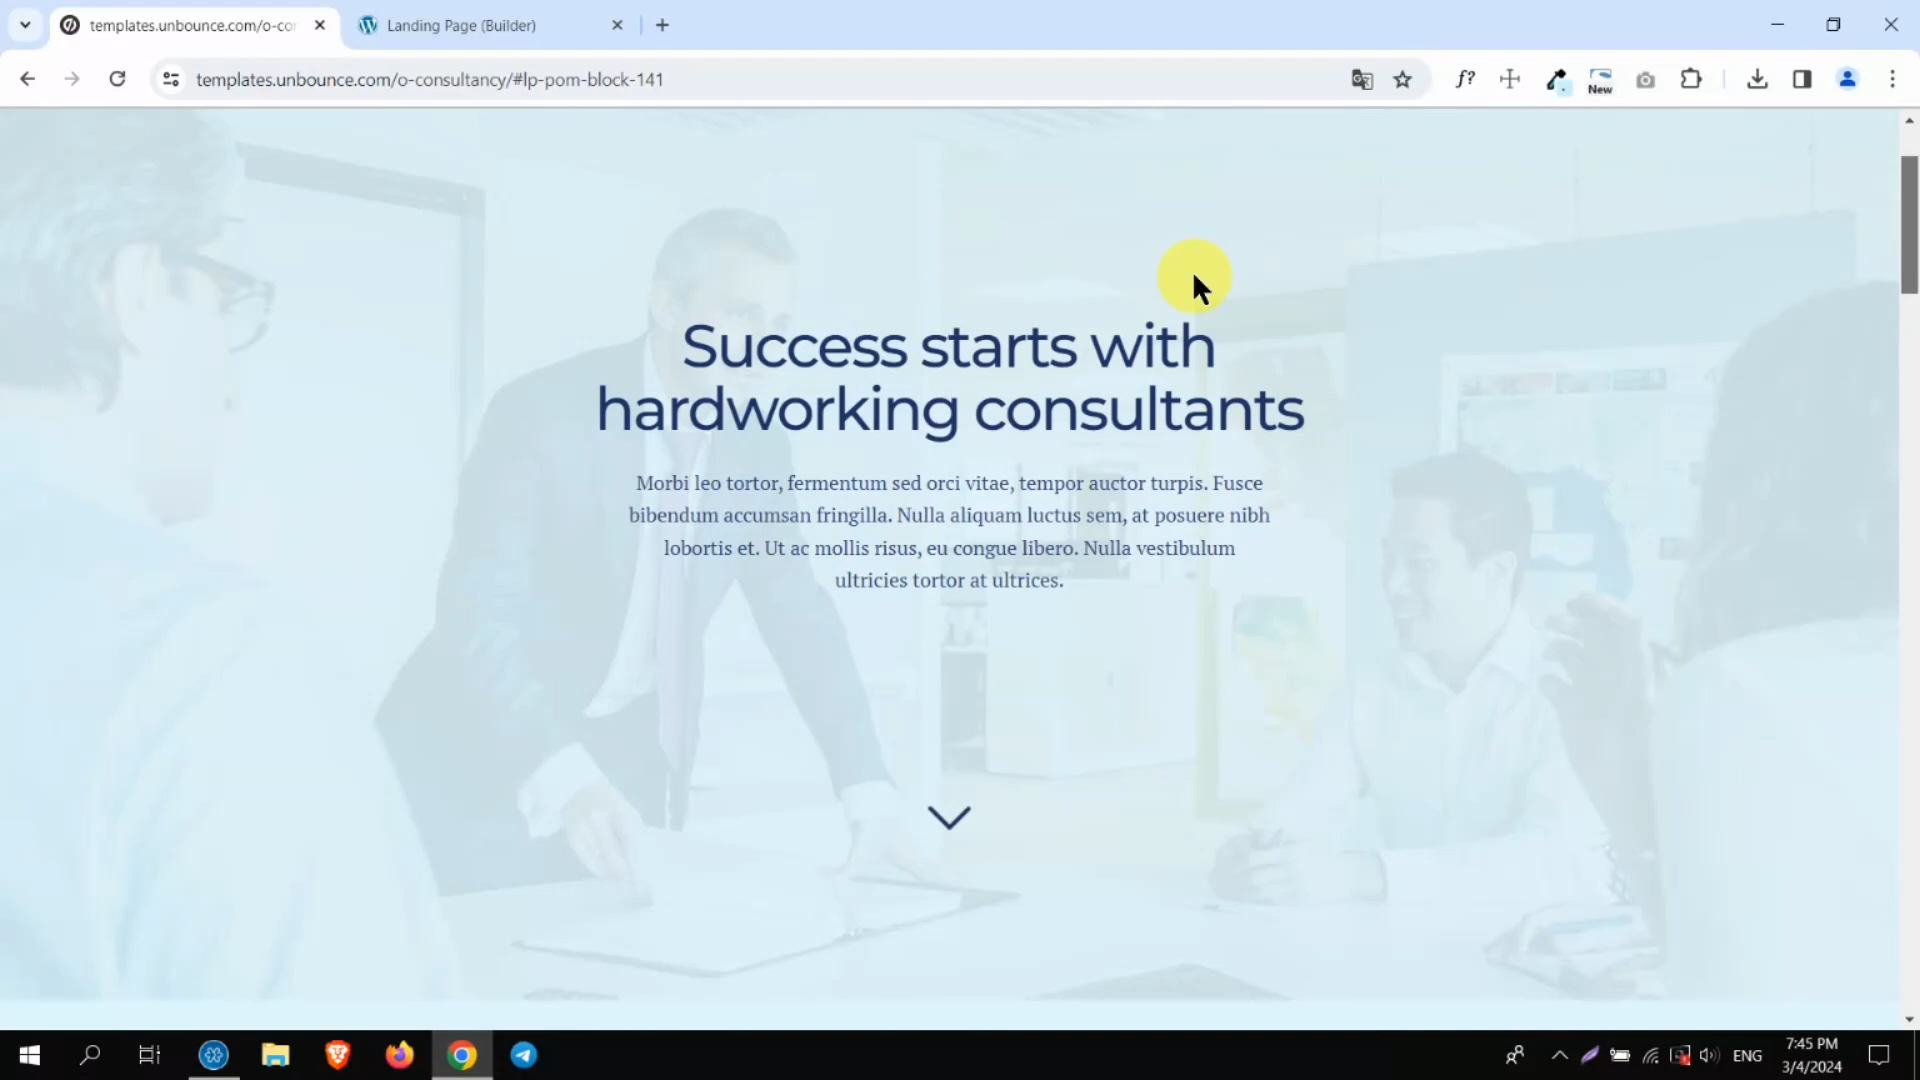 templates.unbounce.com/o-co
Landing Page (Builder)
templates.unbounce.com/o-consultancy/#lp-pom-block-141
f?
New
Success starts with
hardworking consultants
Morbi leo tortor, fermentum sed orci vitae, tempor auctor turpis. Fusce
bibendum accumsan fringilla. Nulla aliquam luctus sem, at posuere nibh
lobortis et. Ut ac mollis risus, eu congue libero. Nulla vestibulum
ultricies tortor at ultrices.
ENG
7:45 PM
3/4/2024